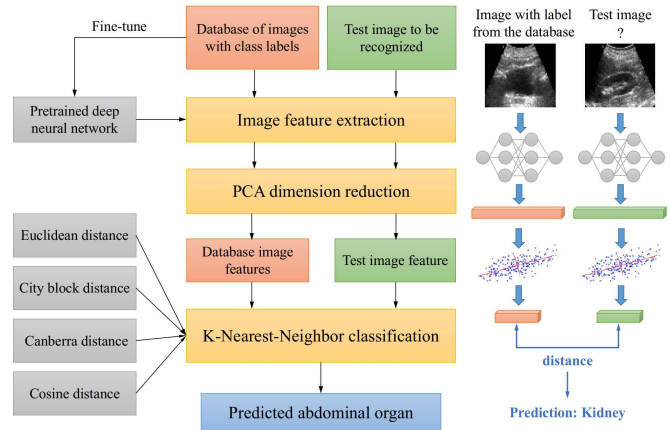 Fine-tune
Database of images
with class labels
Test image to be
recognized
Image with label
from the database
Test image
?
Pretrained deep
neural network
Image feature extraction
PCA dimension reduction
Euclidean distance
City block distance
Canberra distance
Cosine distance
Database image
features
Test image feature
K-Nearest-Neighbor classification
Predicted abdominal organ
distance
Prediction: Kidney